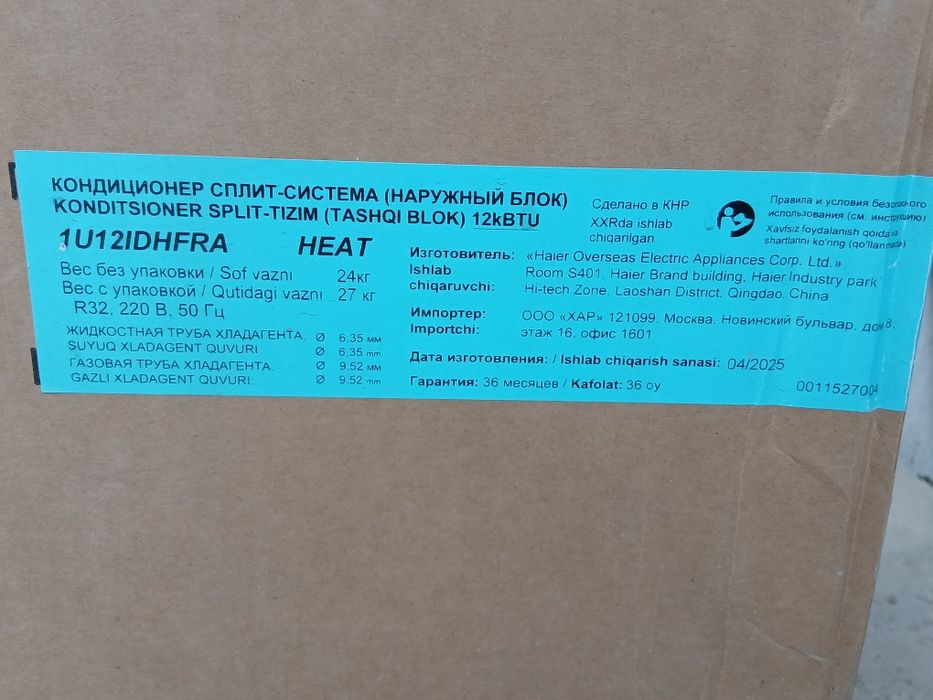 КОНДИЦИОНЕР СПЛИТ-СИСТЕМА (НАРУЖНЫЙ БЛОК)
KONDITSIONER SPLIT-TIZIM (TASHQI BLOK) 12kBTU
1U12IDHFRA HEAT
Вес без упаковки / Sof vazni 24кг
Вес с упаковкой / Qutidagi vazni 27 кг
R32, 220 В, 50 Гц
ЖИДКОСТНАЯ ТРУБА ХЛАДАГЕНТА: Ø 6,35 мм
SUYUQ XLADAGENT QUVURI Ø 6,35 mm
ГАЗОВАЯ ТРУБА ХЛАДАГЕНТА: Ø 9.52 мм
GAZLI XLADAGENT QUVURI: Ø 9.52 mm
Сделано в КНР
XXRda ishlab
chiqarilgan
Правила и условия безопасного
использования (см. инструкцию)
Xavfsiz foydalanish qoida va
shartlarini ko'ring (qo'llanmada)
Изготовитель: «Haier Overseas Electric Appliances Corp. Ltd.»
Ishlab Room S401, Haier Brand building, Haier Industry park
chiqaruvchi: Hi-tech Zone, Laoshan District, Qingdao, China
Импортер: ООО «ХАР» 121099, Москва, Новинский бульвар, дом 8,
Importchi: этаж 16, офис 1601
Дата изготовления: / Ishlab chiqarish sanasi: 04/2025
Гарантия: 36 месяцев / Kafolat: 36 oy
0011527004